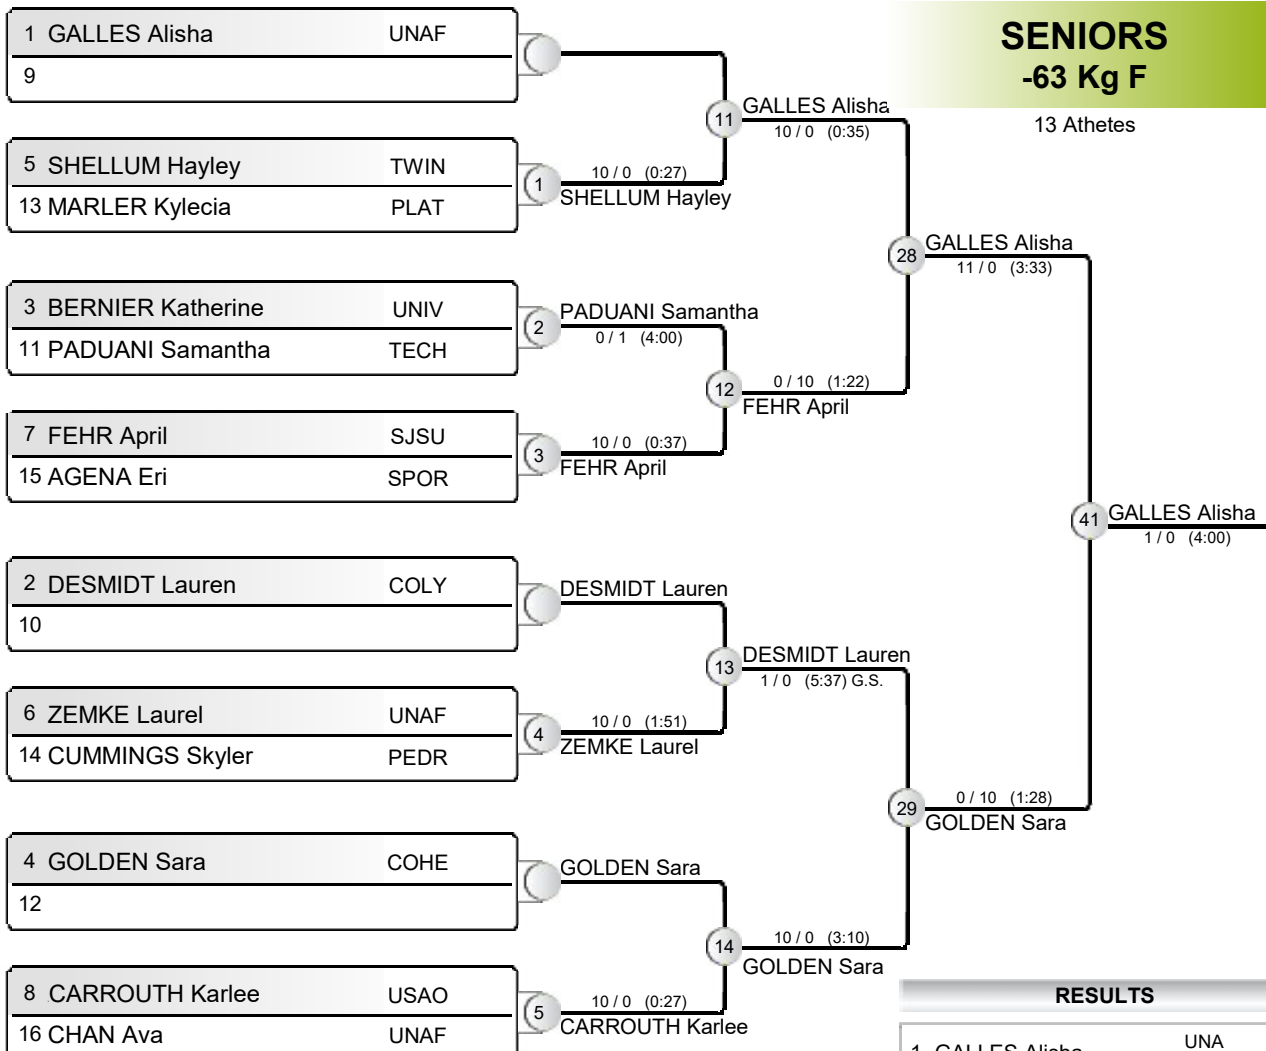 SENIORS
-63 Kg F
13 Athetes
1 GALLES Alisha UNAF
9
5 SHELLUM Hayley TWIN
13 MARLER Kylecia PLAT
1
10 / 0 (0:27)
SHELLUM Hayley
11
GALLES Alisha
10 / 0 (0:35)
3 BERNIER Katherine UNIV
11 PADUANI Samantha TECH
2
PADUANI Samantha
0 / 1 (4:00)
7 FEHR April SJSU
15 AGENA Eri SPOR
3
10 / 0 (0:37)
FEHR April
12
0 / 10 (1:22)
FEHR April
28
GALLES Alisha
11 / 0 (3:33)
2 DESMIDT Lauren COLY
10
DESMIDT Lauren
6 ZEMKE Laurel UNAF
14 CUMMINGS Skyler PEDR
4
10 / 0 (1:51)
ZEMKE Laurel
13
DESMIDT Lauren
1 / 0 (5:37) G.S.
4 GOLDEN Sara COHE
12
GOLDEN Sara
8 CARROUTH Karlee USAO
16 CHAN Ava UNAF
5
10 / 0 (0:27)
CARROUTH Karlee
14
10 / 0 (3:10)
GOLDEN Sara
29
0 / 10 (1:28)
GOLDEN Sara
41
GALLES Alisha
1 / 0 (4:00)
RESULTS
1 GALLES Alisha UNA